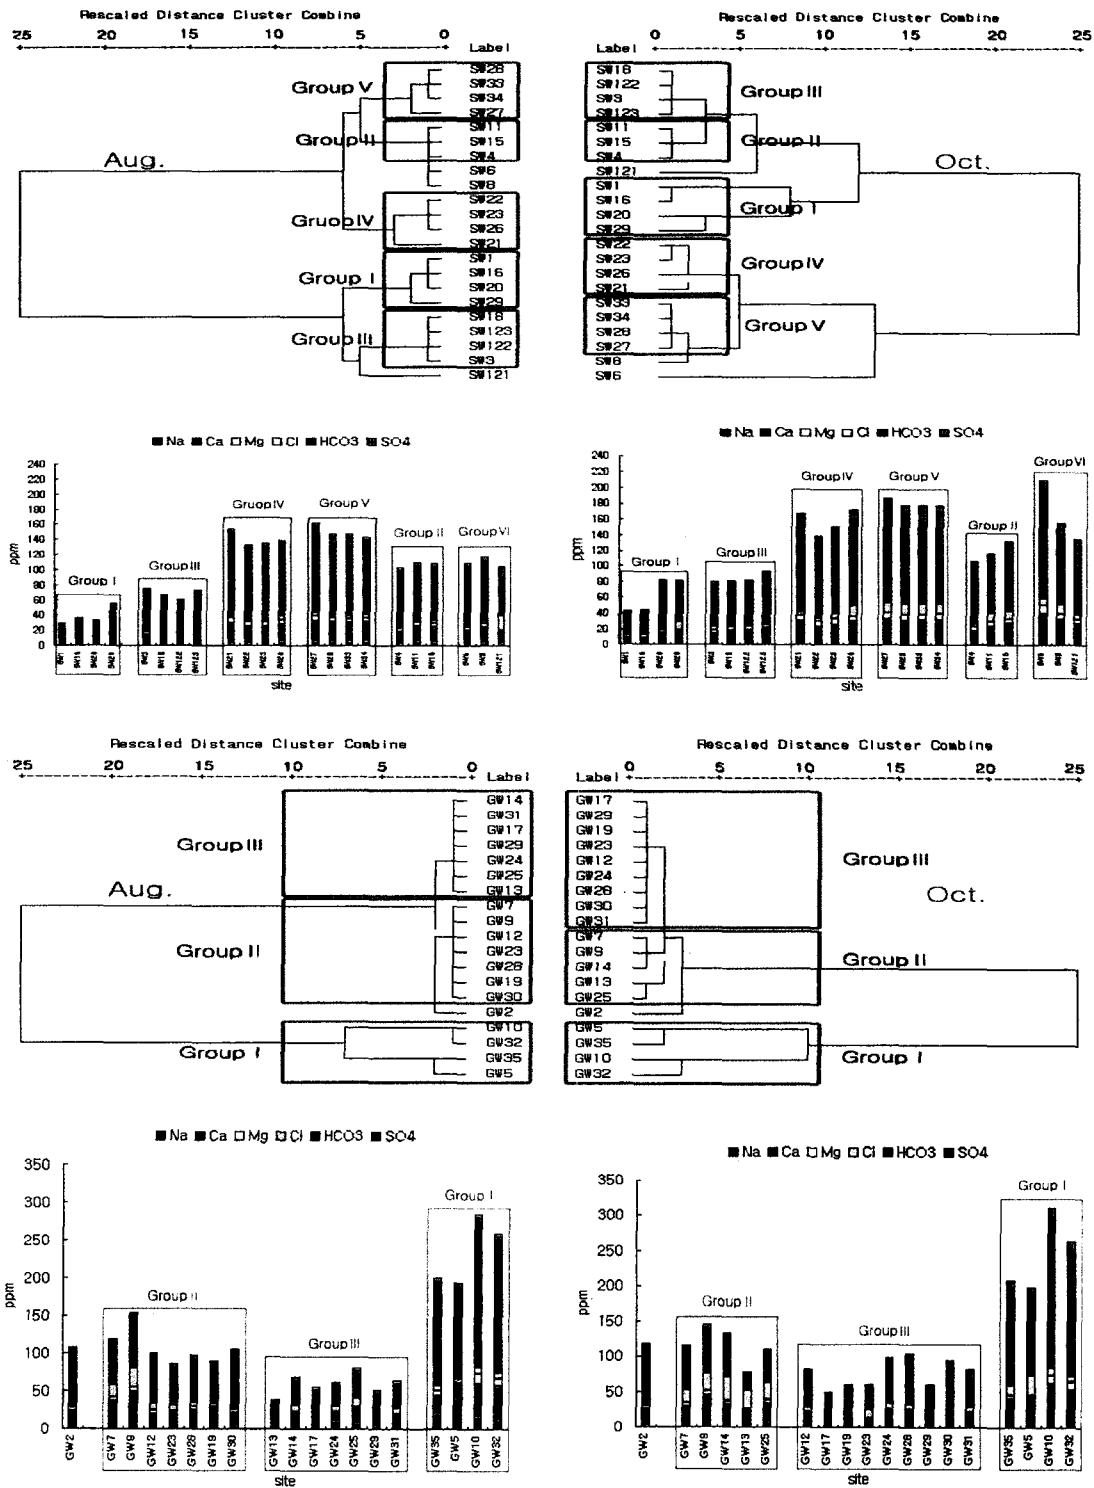 Rescaled Distance Cluster Combine
25 20 15 10 5 0
Label
SW28
SW33
SW34
SW27
SW11
SW15
SW4
SW6
SW8
SW22
SW23
SW26
SW21
SW1
SW16
SW20
SW29
SW18
SW123
SW122
SW3
SW121
Group V
Group II
Aug.
Gruop IV
Group I
Group III
Rescaled Distance Cluster Combine
Label 0 5 10 15 20 25
SW18
SW122
SW3
SW123
SW11
SW15
SW4
SW121
SW1
SW16
SW20
SW29
SW22
SW23
SW26
SW21
SW33
SW34
SW28
SW27
SW8
SW6
Group III
Group II
Oct.
Group I
Group IV
Group V
Na Ca Mg Cl HCO3 SO4
240
220
200
180
160
140
120
100
80
60
40
20
0
ppm
Group I
Group III
Gruop IV
Group V
Group II
Group VI
site
Na Ca Mg Cl HCO3 SO4
240
220
200
180
160
140
120
100
80
60
40
20
0
ppm
Group I
Group III
Group IV
Group V
Group II
Group VI
site
Rescaled Distance Cluster Combine
25 20 15 10 5 0
Label
GW14
GW31
GW17
GW29
GW24
GW25
GW13
GW7
GW9
GW12
GW23
GW28
GW19
GW30
GW2
GW10
GW32
GW35
GW5
Group III
Aug.
Group II
Group I
Rescaled Distance Cluster Combine
Label 0 5 10 15 20 25
GW17
GW29
GW19
GW23
GW12
GW24
GW28
GW30
GW31
GW7
GW9
GW14
GW13
GW25
GW2
GW5
GW35
GW10
GW32
Group III
Oct.
Group II
Group I
Na Ca Mg Cl HCO3 SO4
350
300
250
200
150
100
50
0
ppm
Group II
Group III
Group I
GW2 GW7 GW9 GW12 GW23 GW28 GW19 GW30 GW13 GW14 GW17 GW24 GW25 GW29 GW31 GW35 GW5 GW10 GW32
site
Na Ca Mg Cl HCO3 SO4
350
300
250
200
150
100
50
0
ppm
Group II
Group III
Group I
GW2 GW7 GW9 GW14 GW13 GW25 GW12 GW17 GW19 GW23 GW24 GW28 GW29 GW30 GW31 GW35 GW5 GW10 GW32
site